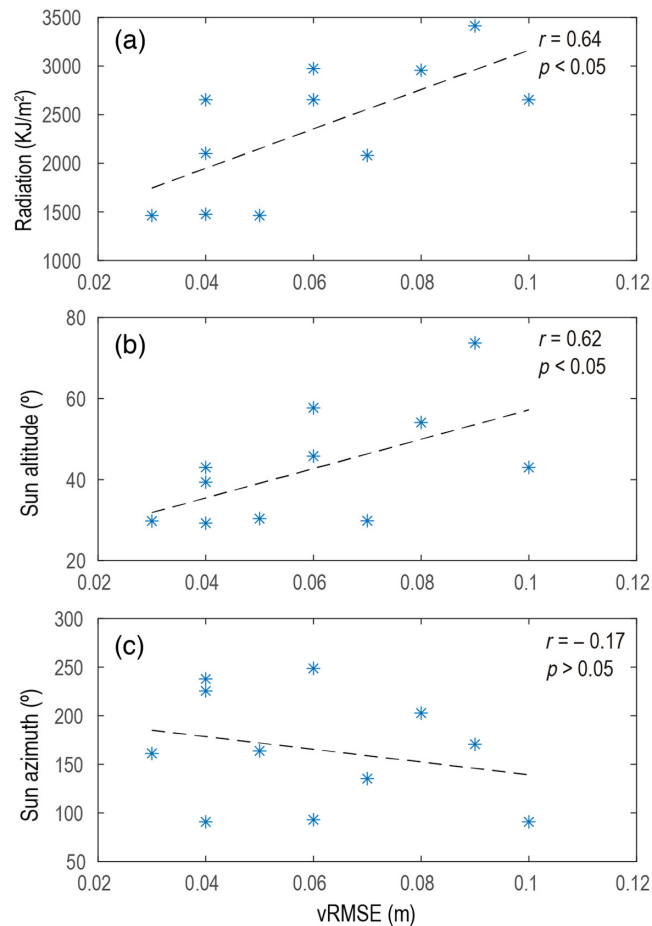 (a)
r = 0.64
p < 0.05
Radiation (KJ/m²)
3500
3000
2500
2000
1500
1000
0.02 0.04 0.06 0.08 0.1 0.12
(b)
r = 0.62
p < 0.05
Sun altitude (º)
80
60
40
20
0.02 0.04 0.06 0.08 0.1 0.12
(c)
r = – 0.17
p > 0.05
Sun azimuth (º)
300
250
200
150
100
50
0.02 0.04 0.06 0.08 0.1 0.12
vRMSE (m)